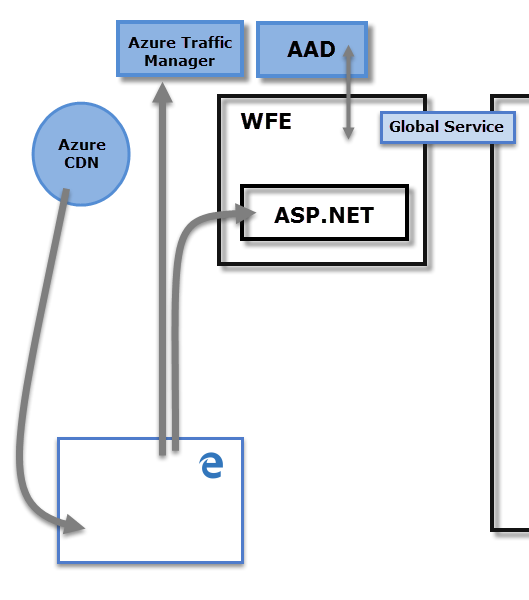 Azure Traffic
Manager
AAD
WFE
Global Service
Azure
CDN
ASP.NET